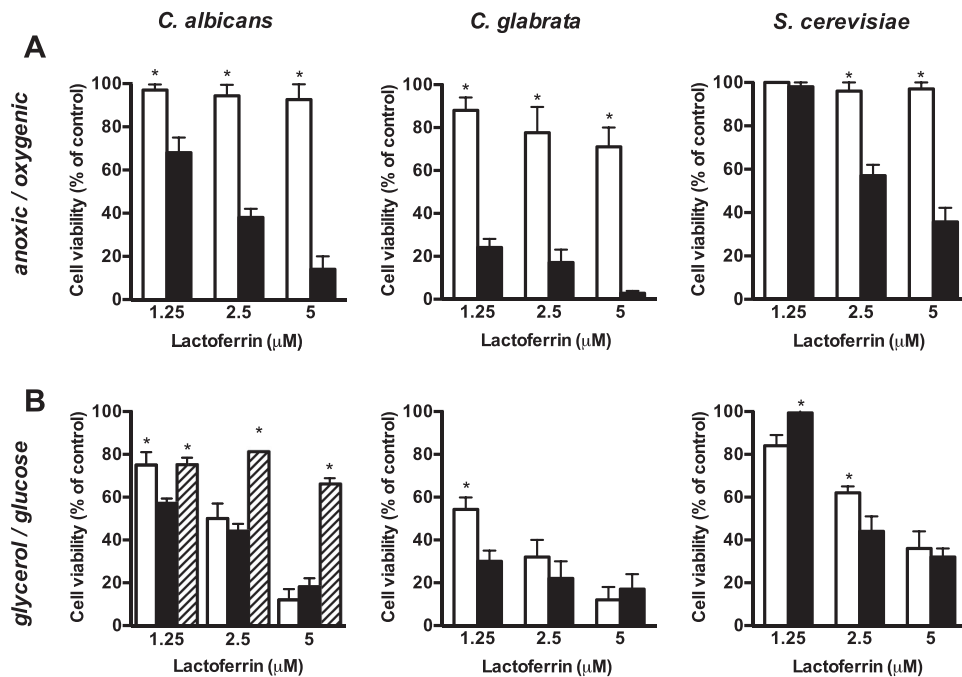 C. albicans
C. glabrata
S. cerevisiae
A
anoxic / oxygenic
Cell viability (% of control)
100
80
60
40
20
0
* * *
1.25 2.5 5
Lactoferrin (μM)
Cell viability (% of control)
100
80
60
40
20
0
* * *
1.25 2.5 5
Lactoferrin (μM)
Cell viability (% of control)
100
80
60
40
20
0
* *
1.25 2.5 5
Lactoferrin (μM)
B
glycerol / glucose
Cell viability (% of control)
100
80
60
40
20
0
* * * *
1.25 2.5 5
Lactoferrin (μM)
Cell viability (% of control)
100
80
60
40
20
0
*
1.25 2.5 5
Lactoferrin (μM)
Cell viability (% of control)
100
80
60
40
20
0
* *
1.25 2.5 5
Lactoferrin (μM)